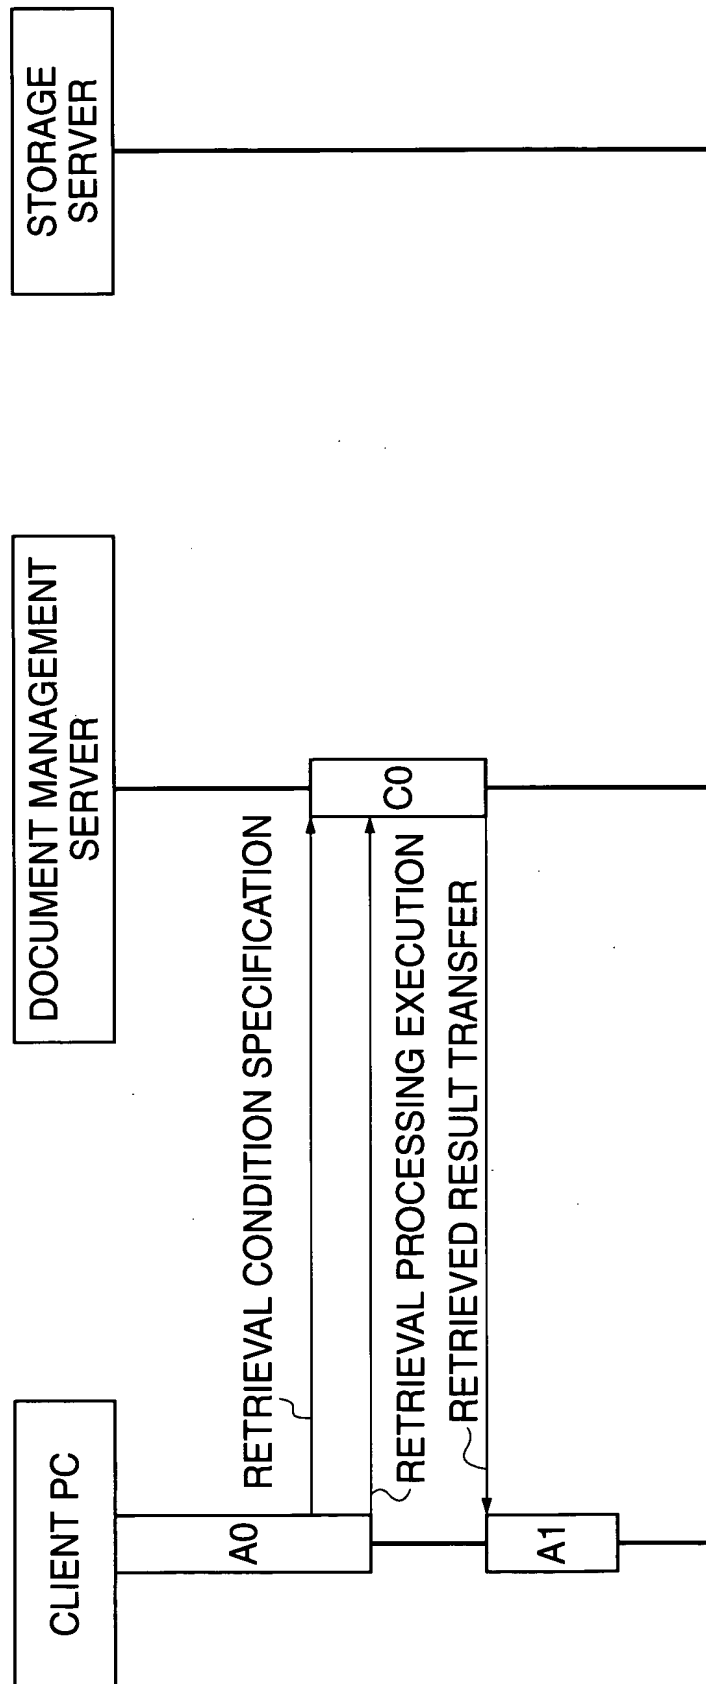 CLIENT PC
DOCUMENT MANAGEMENT
SERVER
STORAGE
SERVER
A0
RETRIEVAL CONDITION SPECIFICATION
C0
RETRIEVAL PROCESSING EXECUTION
RETRIEVED RESULT TRANSFER
A1